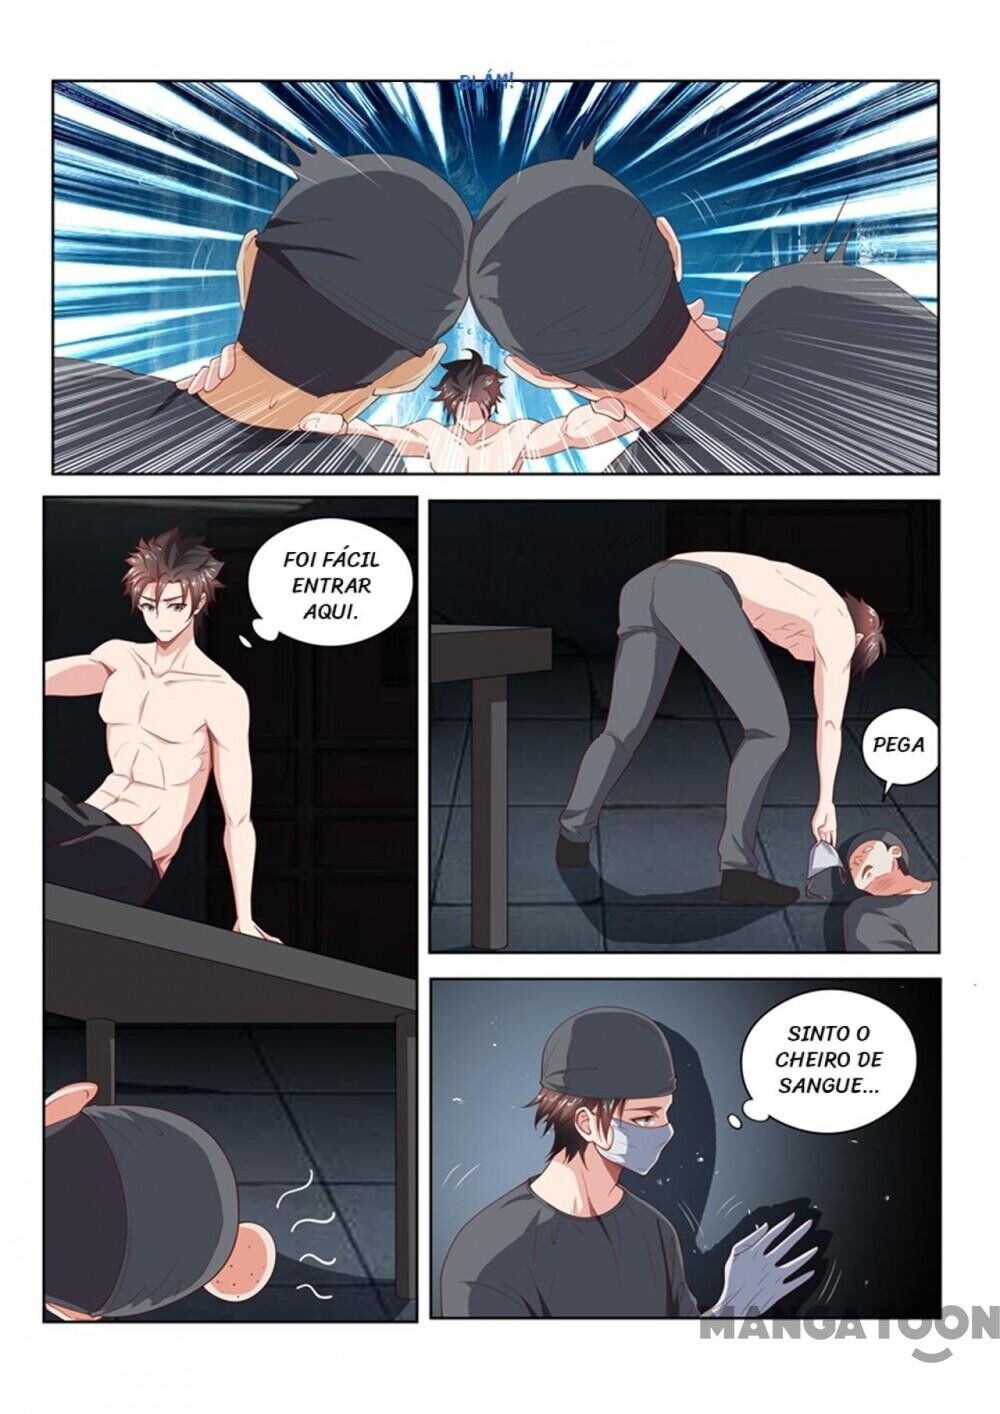 BLÁM!
FOI FÁCIL
ENTRAR
AQUI.
PEGA
SINTO O
CHEIRO DE
SANGUE...
MANGATOON